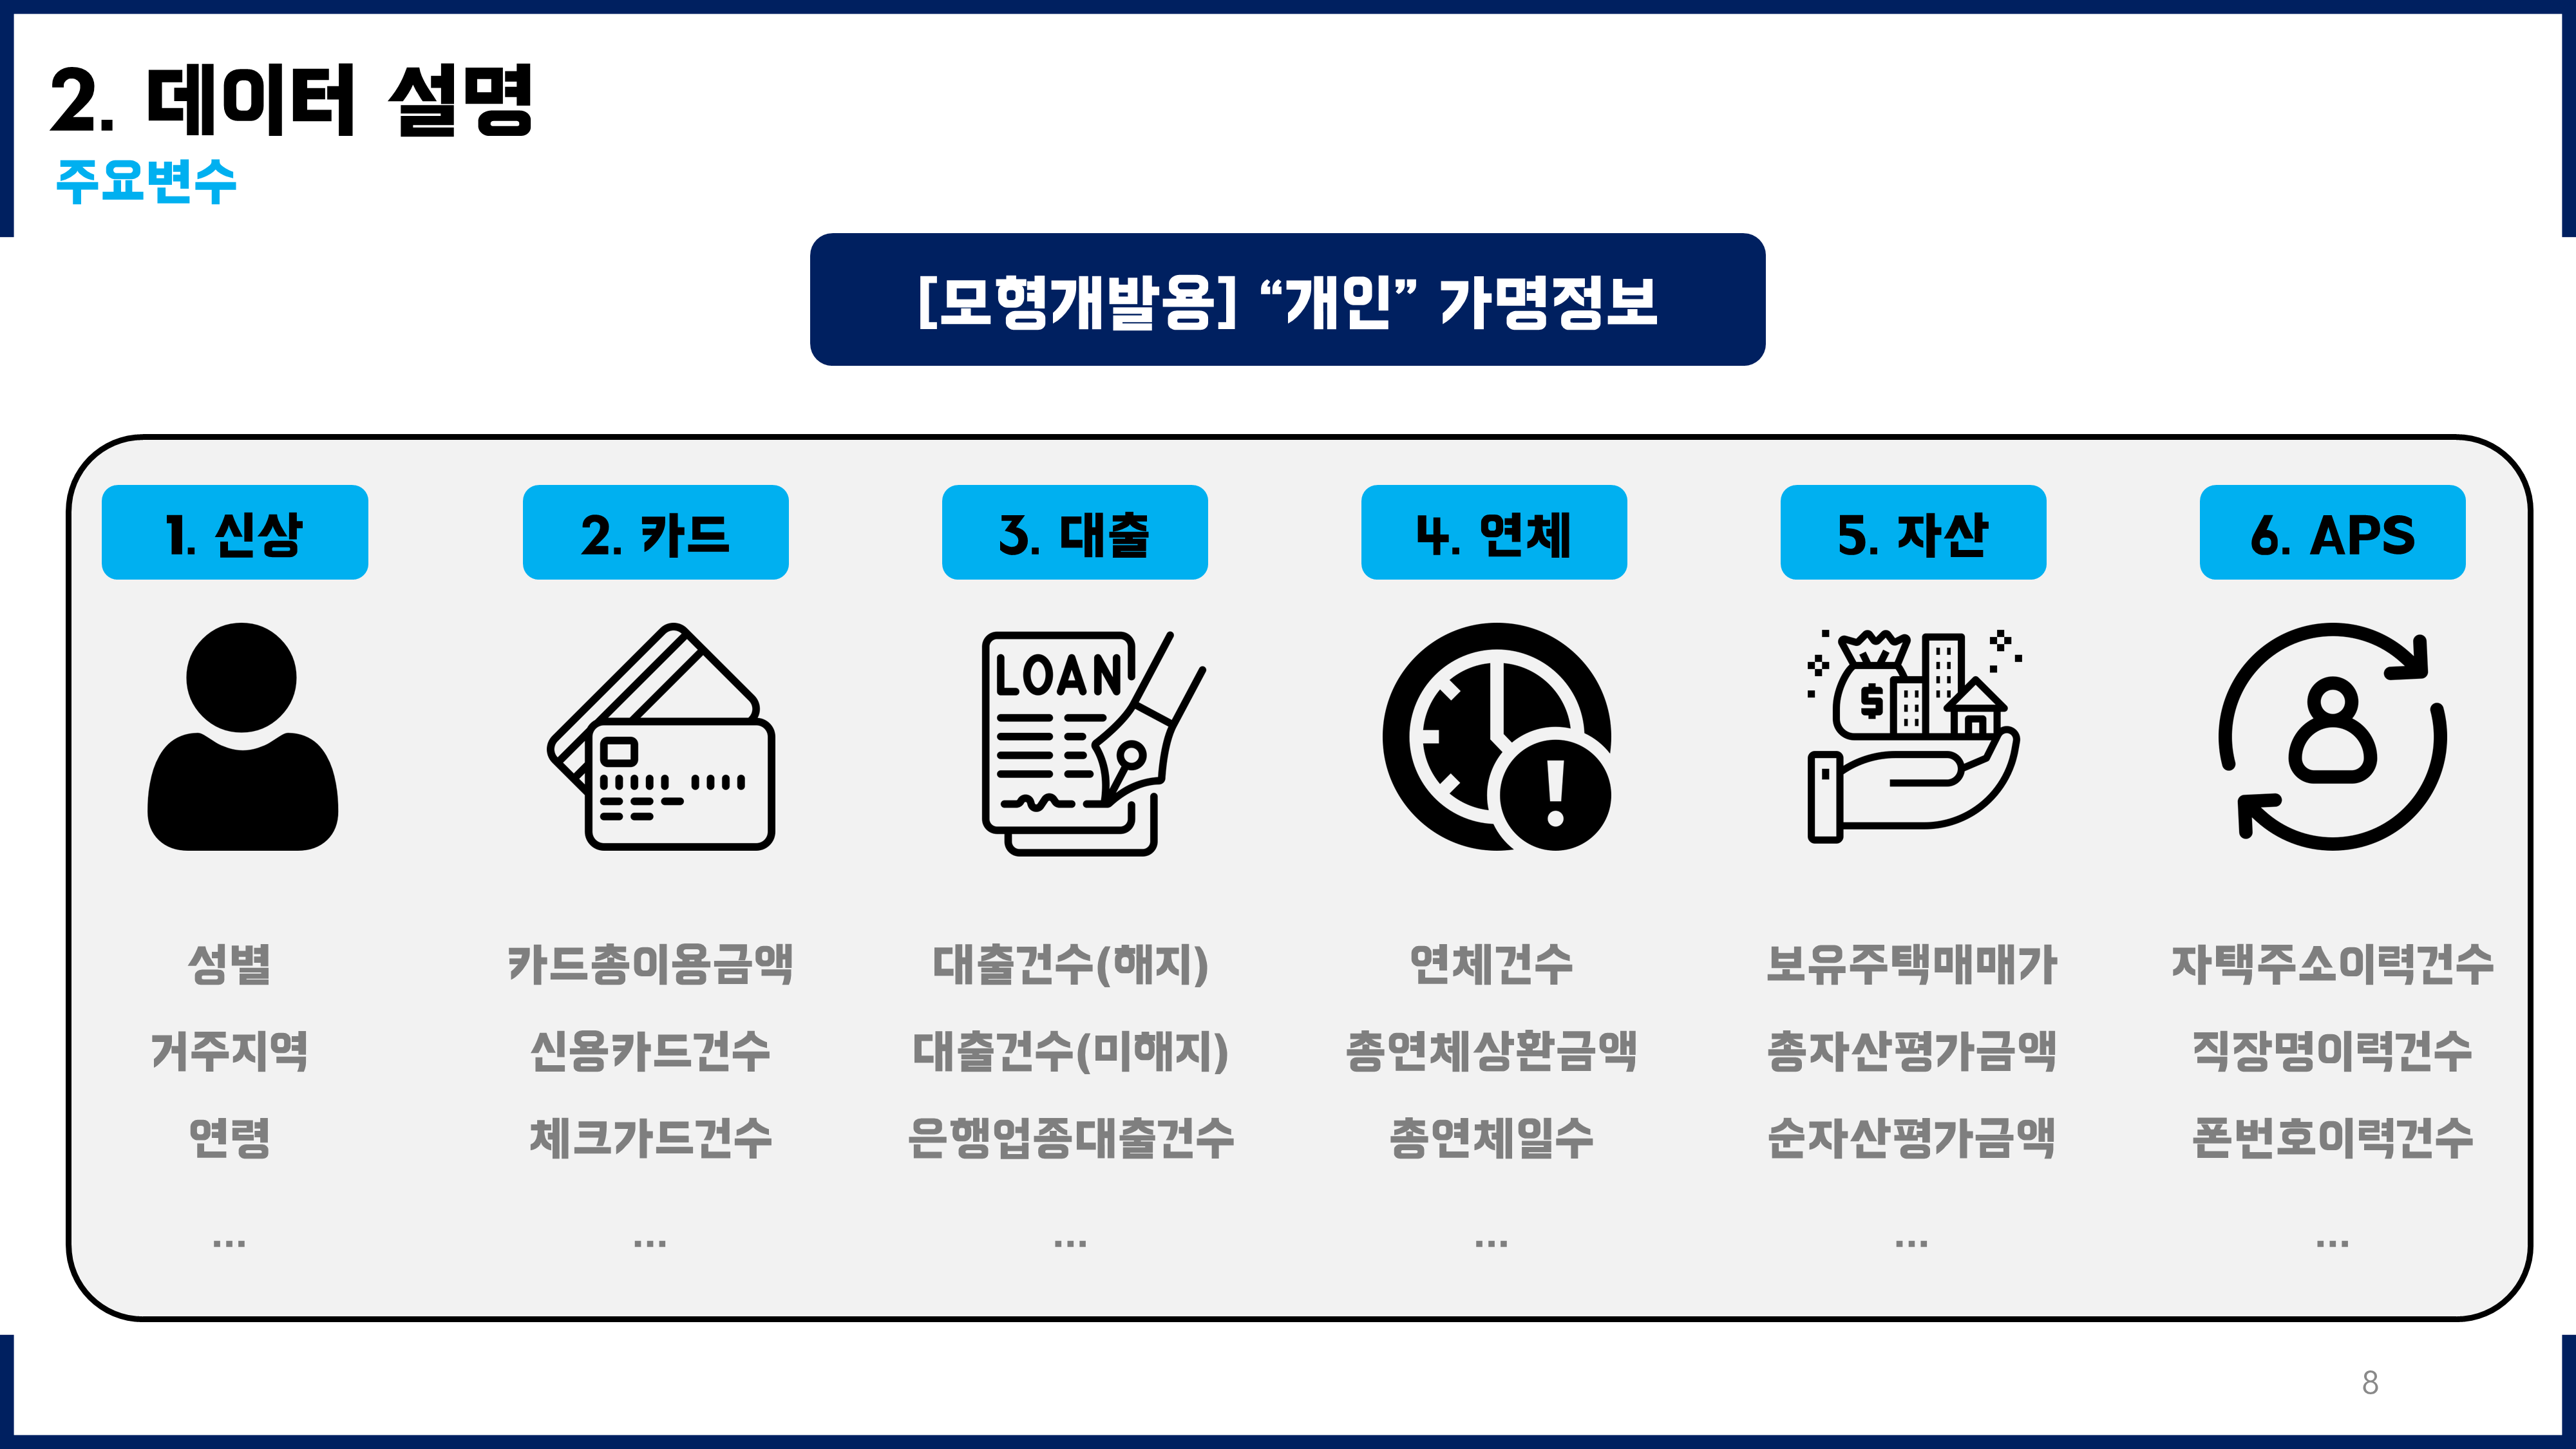 2. 데이터 설명
주요변수
[모형개발용] “개인” 가명정보
1. 신상
2. 카드
3. 대출
4. 연체
5. 자산
6. APS
LOAN
$
!
성별
카드총이용금액
대출건수(해지)
연체건수
보유주택매매가
자택주소이력건수
거주지역
신용카드건수
대출건수(미해지)
총연체상환금액
총자산평가금액
직장명이력건수
연령
체크가드건수
은행업종대출건수
총연체일수
순자산평가금액
폰번호이력건수
...
...
...
...
...
...
8